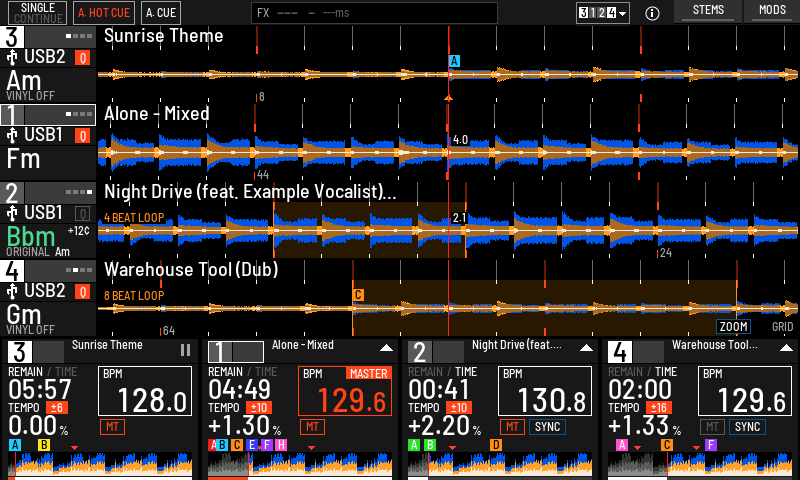 SINGLE
CONTINUE
A. HOT CUE
A. CUE
FX --- - ---ms
3 1 2 4
i
STEMS
MODS
3
USB2 0
Am
VINYL OFF
Sunrise Theme
A
8
1
USB1 0
Fm
Alone - Mixed
4.0
44
2
USB1 0
Bbm +12¢
ORIGINAL Am
Night Drive (feat. Example Vocalist)...
4 BEAT LOOP
2.1
24
4
USB2 0
Gm
VINYL OFF
Warehouse Tool (Dub)
8 BEAT LOOP
C
64
ZOOM GRID
3 Sunrise Theme
REMAIN / TIME
05:57
TEMPO ±6
0.00%
BPM
128.0
MT
A B
1 Alone - Mixed
REMAIN / TIME
04:49
TEMPO ±10
+1.30%
BPM MASTER
129.6
MT
A B C E F H
2 Night Drive (feat....
REMAIN / TIME
00:41
TEMPO ±10
+2.20%
BPM
130.8
MT SYNC
A B D
4 Warehouse Tool...
REMAIN / TIME
02:00
TEMPO ±16
+1.33%
BPM
129.6
MT SYNC
A C F